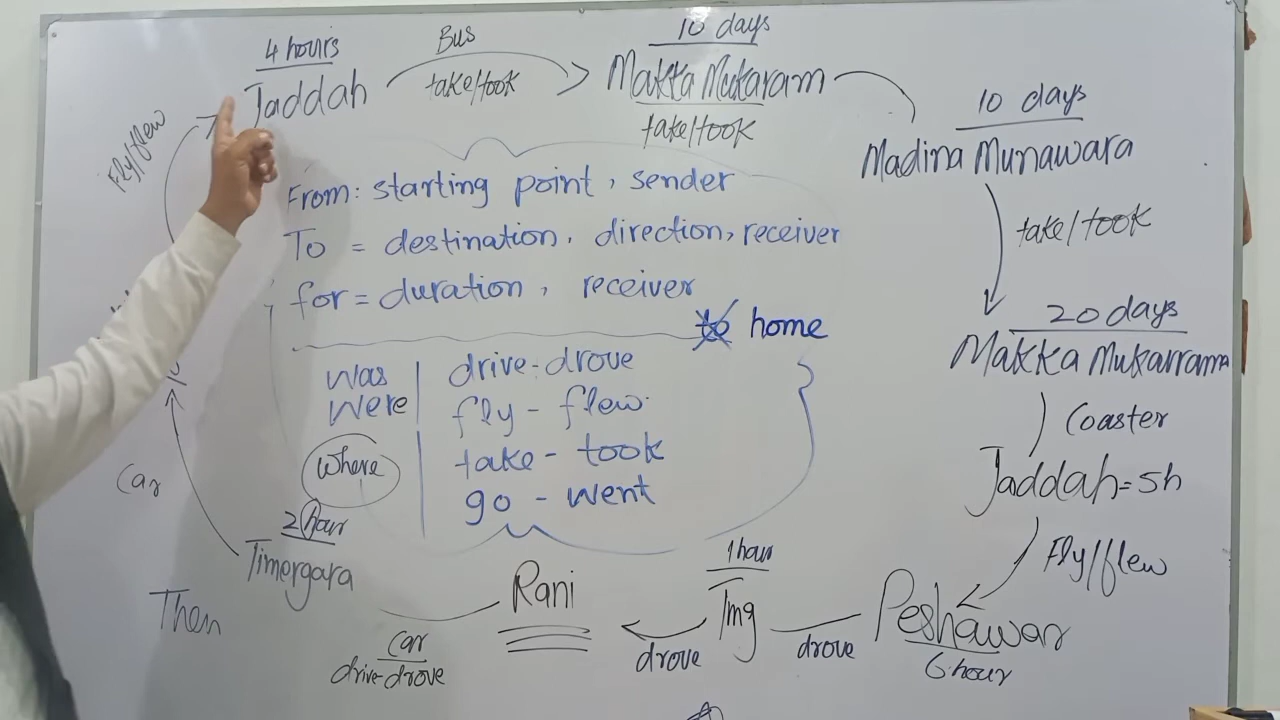 4 hours
Jaddah
Bus
take/took
10 days
Makka Mukaram
take/took
10 days
Madina Munawara
take/took
20 days
Makka Mukarrama
Coaster
Jaddah=5h
Fly/flew
Peshawar
6 hour
drove
1 hour
Tmg
drove
Rani
car
drive-drove
2 hour
Timergara
Then
Car
Fly/flew
From: starting point, sender
To = destination, direction, receiver
for = duration, receiver
to home
was
were
where
drive-drove
fly - flew
take - took
go - went